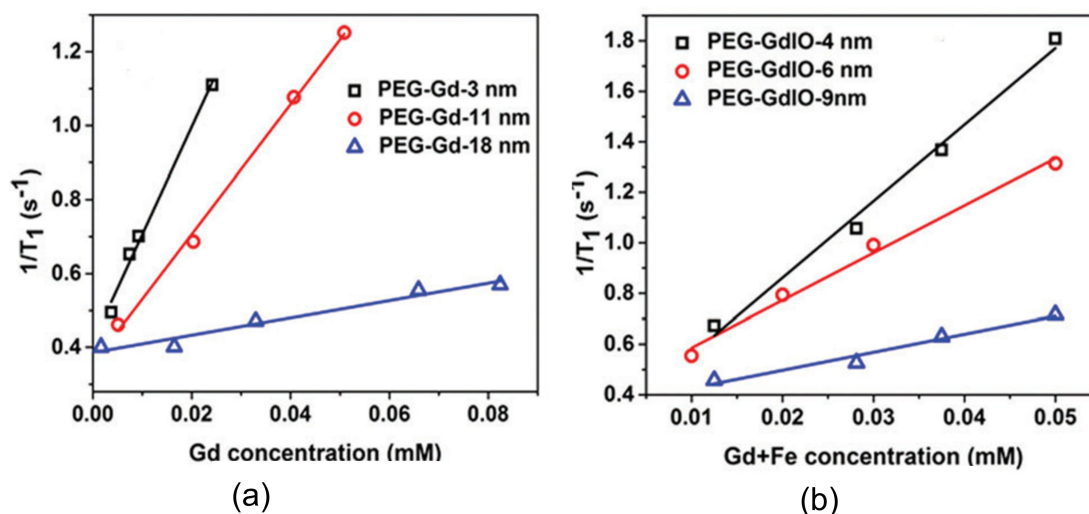 1.2
1.0
0.8
0.6
0.4
1/T₁ (s⁻¹)
PEG-Gd-3 nm
PEG-Gd-11 nm
PEG-Gd-18 nm
0.00 0.02 0.04 0.06 0.08
Gd concentration (mM)
(a)
1.8
1.6
1.4
1.2
1.0
0.8
0.6
0.4
1/T₁ (s⁻¹)
PEG-GdIO-4 nm
PEG-GdIO-6 nm
PEG-GdIO-9nm
0.01 0.02 0.03 0.04 0.05
Gd+Fe concentration (mM)
(b)